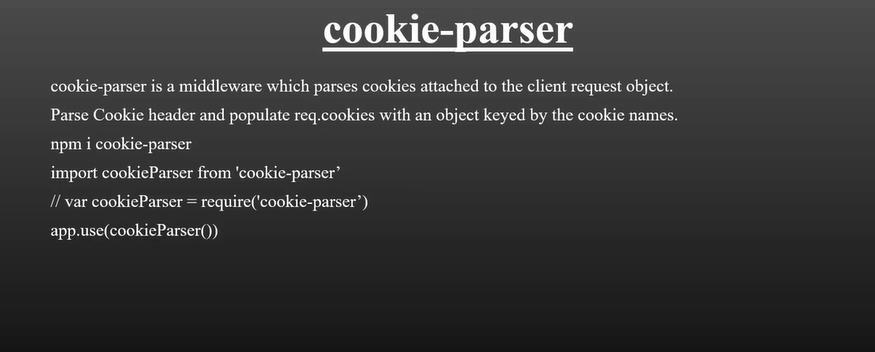 cookie-parser
cookie-parser is a middleware which parses cookies attached to the client request object.
Parse Cookie header and populate req.cookies with an object keyed by the cookie names.
npm i cookie-parser
import cookieParser from 'cookie-parser’
// var cookieParser = require('cookie-parser’)
app.use(cookieParser())